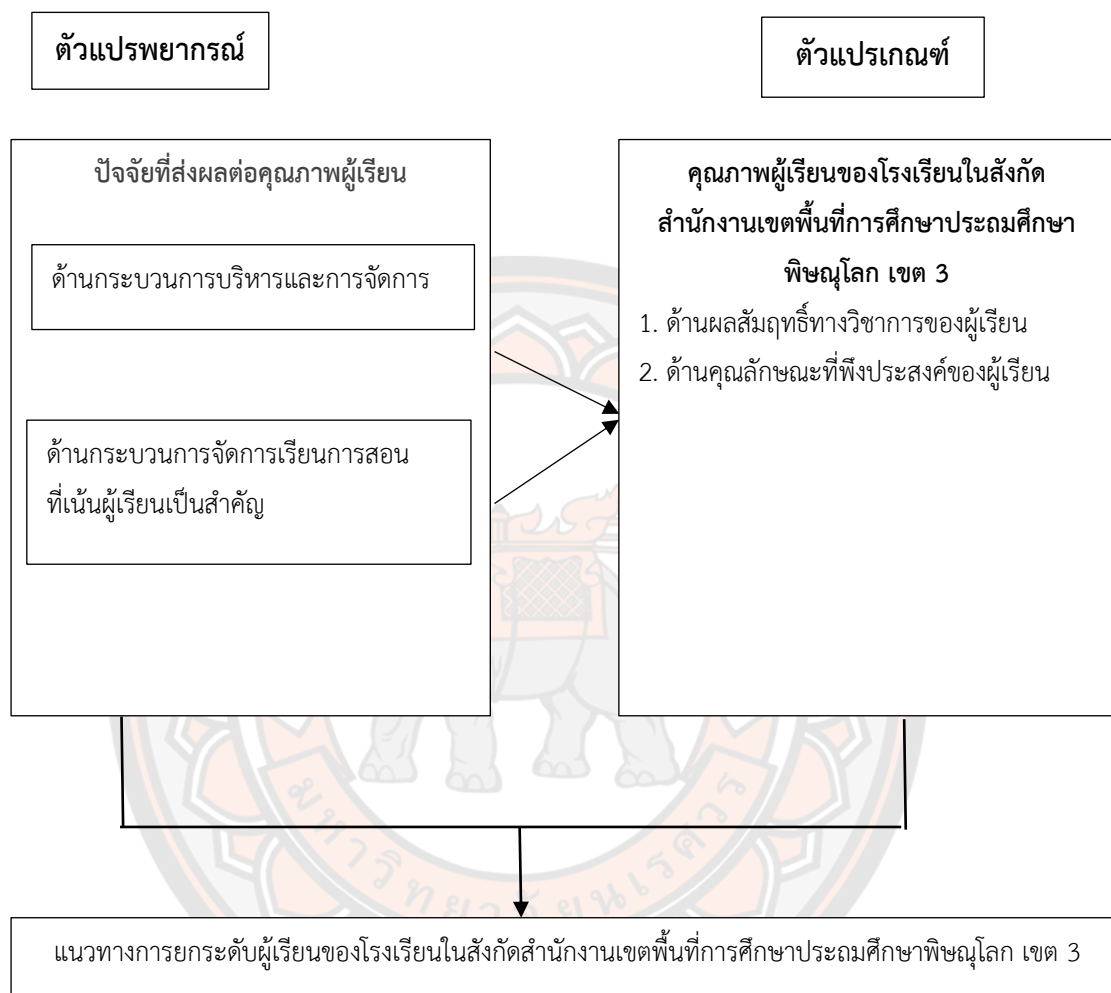 ตัวแปรพยากรณ์
ตัวแปรเกณฑ์
ปัจจัยที่ส่งผลต่อคุณภาพผู้เรียน
ด้านกระบวนการบริหารและการจัดการ
ด้านกระบวนการจัดการเรียนการสอน
ที่เน้นผู้เรียนเป็นสำคัญ
คุณภาพผู้เรียนของโรงเรียนในสังกัด
สำนักงานเขตพื้นที่การศึกษาประถมศึกษา
พิษณุโลก เขต 3
1. ด้านผลสัมฤทธิ์ทางวิชาการของผู้เรียน
2. ด้านคุณลักษณะที่พึงประสงค์ของผู้เรียน
มหาวิทยาลัยนเรศวร
แนวทางการยกระดับผู้เรียนของโรงเรียนในสังกัดสำนักงานเขตพื้นที่การศึกษาประถมศึกษาพิษณุโลก เขต 3